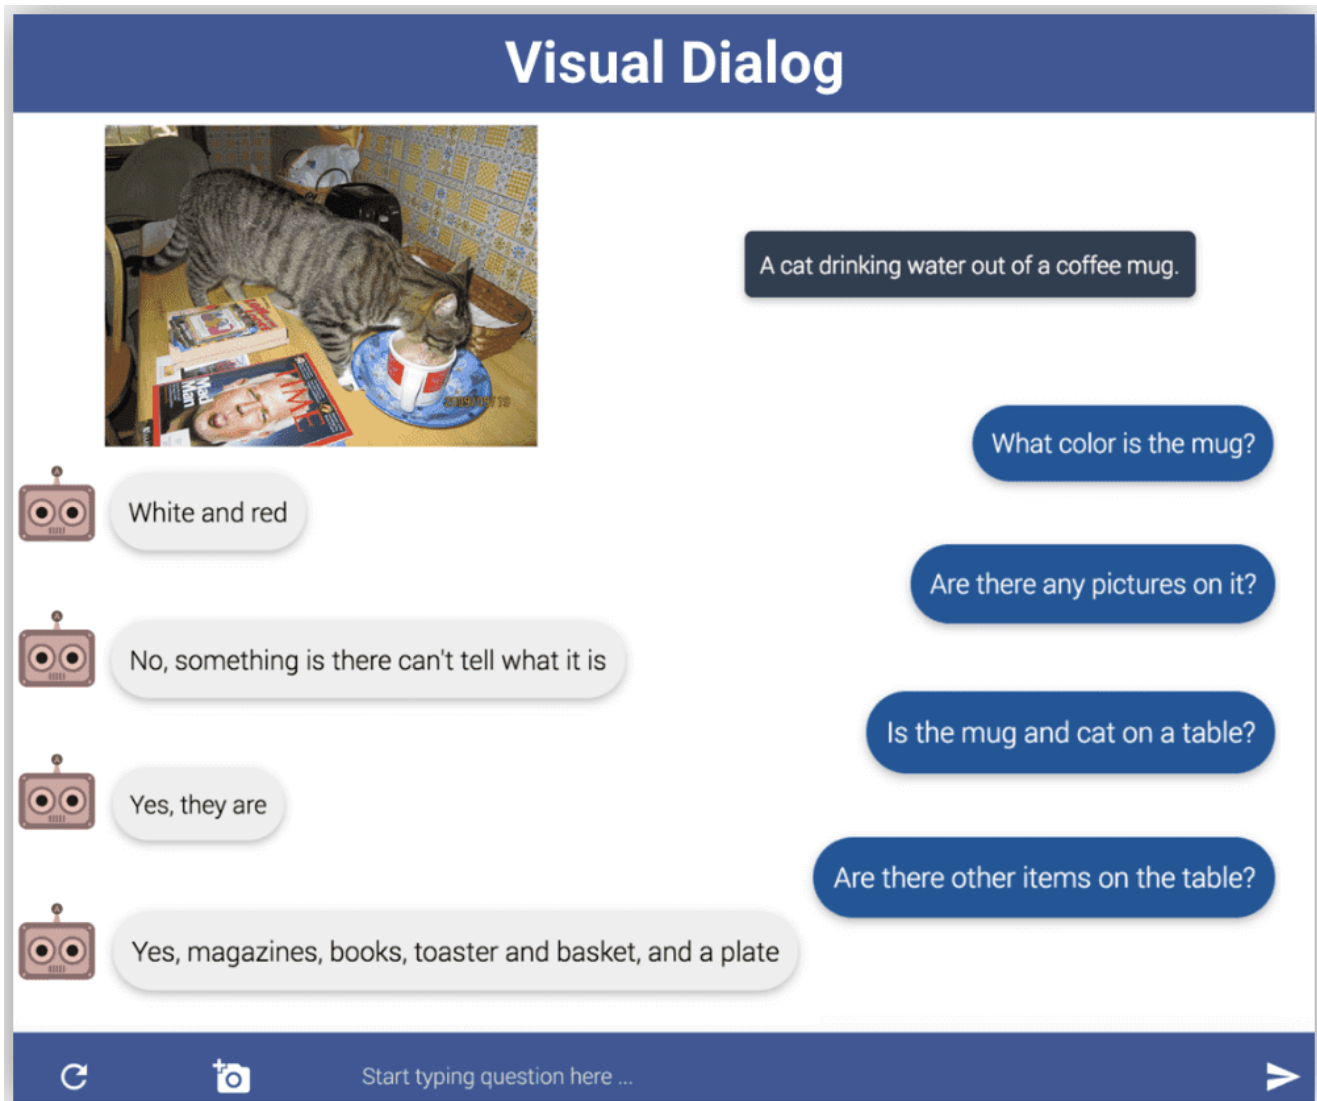 Visual Dialog
A cat drinking water out of a coffee mug.
TIME
Mad
Man
What color is the mug?
White and red
Are there any pictures on it?
No, something is there can't tell what it is
Is the mug and cat on a table?
Yes, they are
Are there other items on the table?
Yes, magazines, books, toaster and basket, and a plate
Start typing question here ...